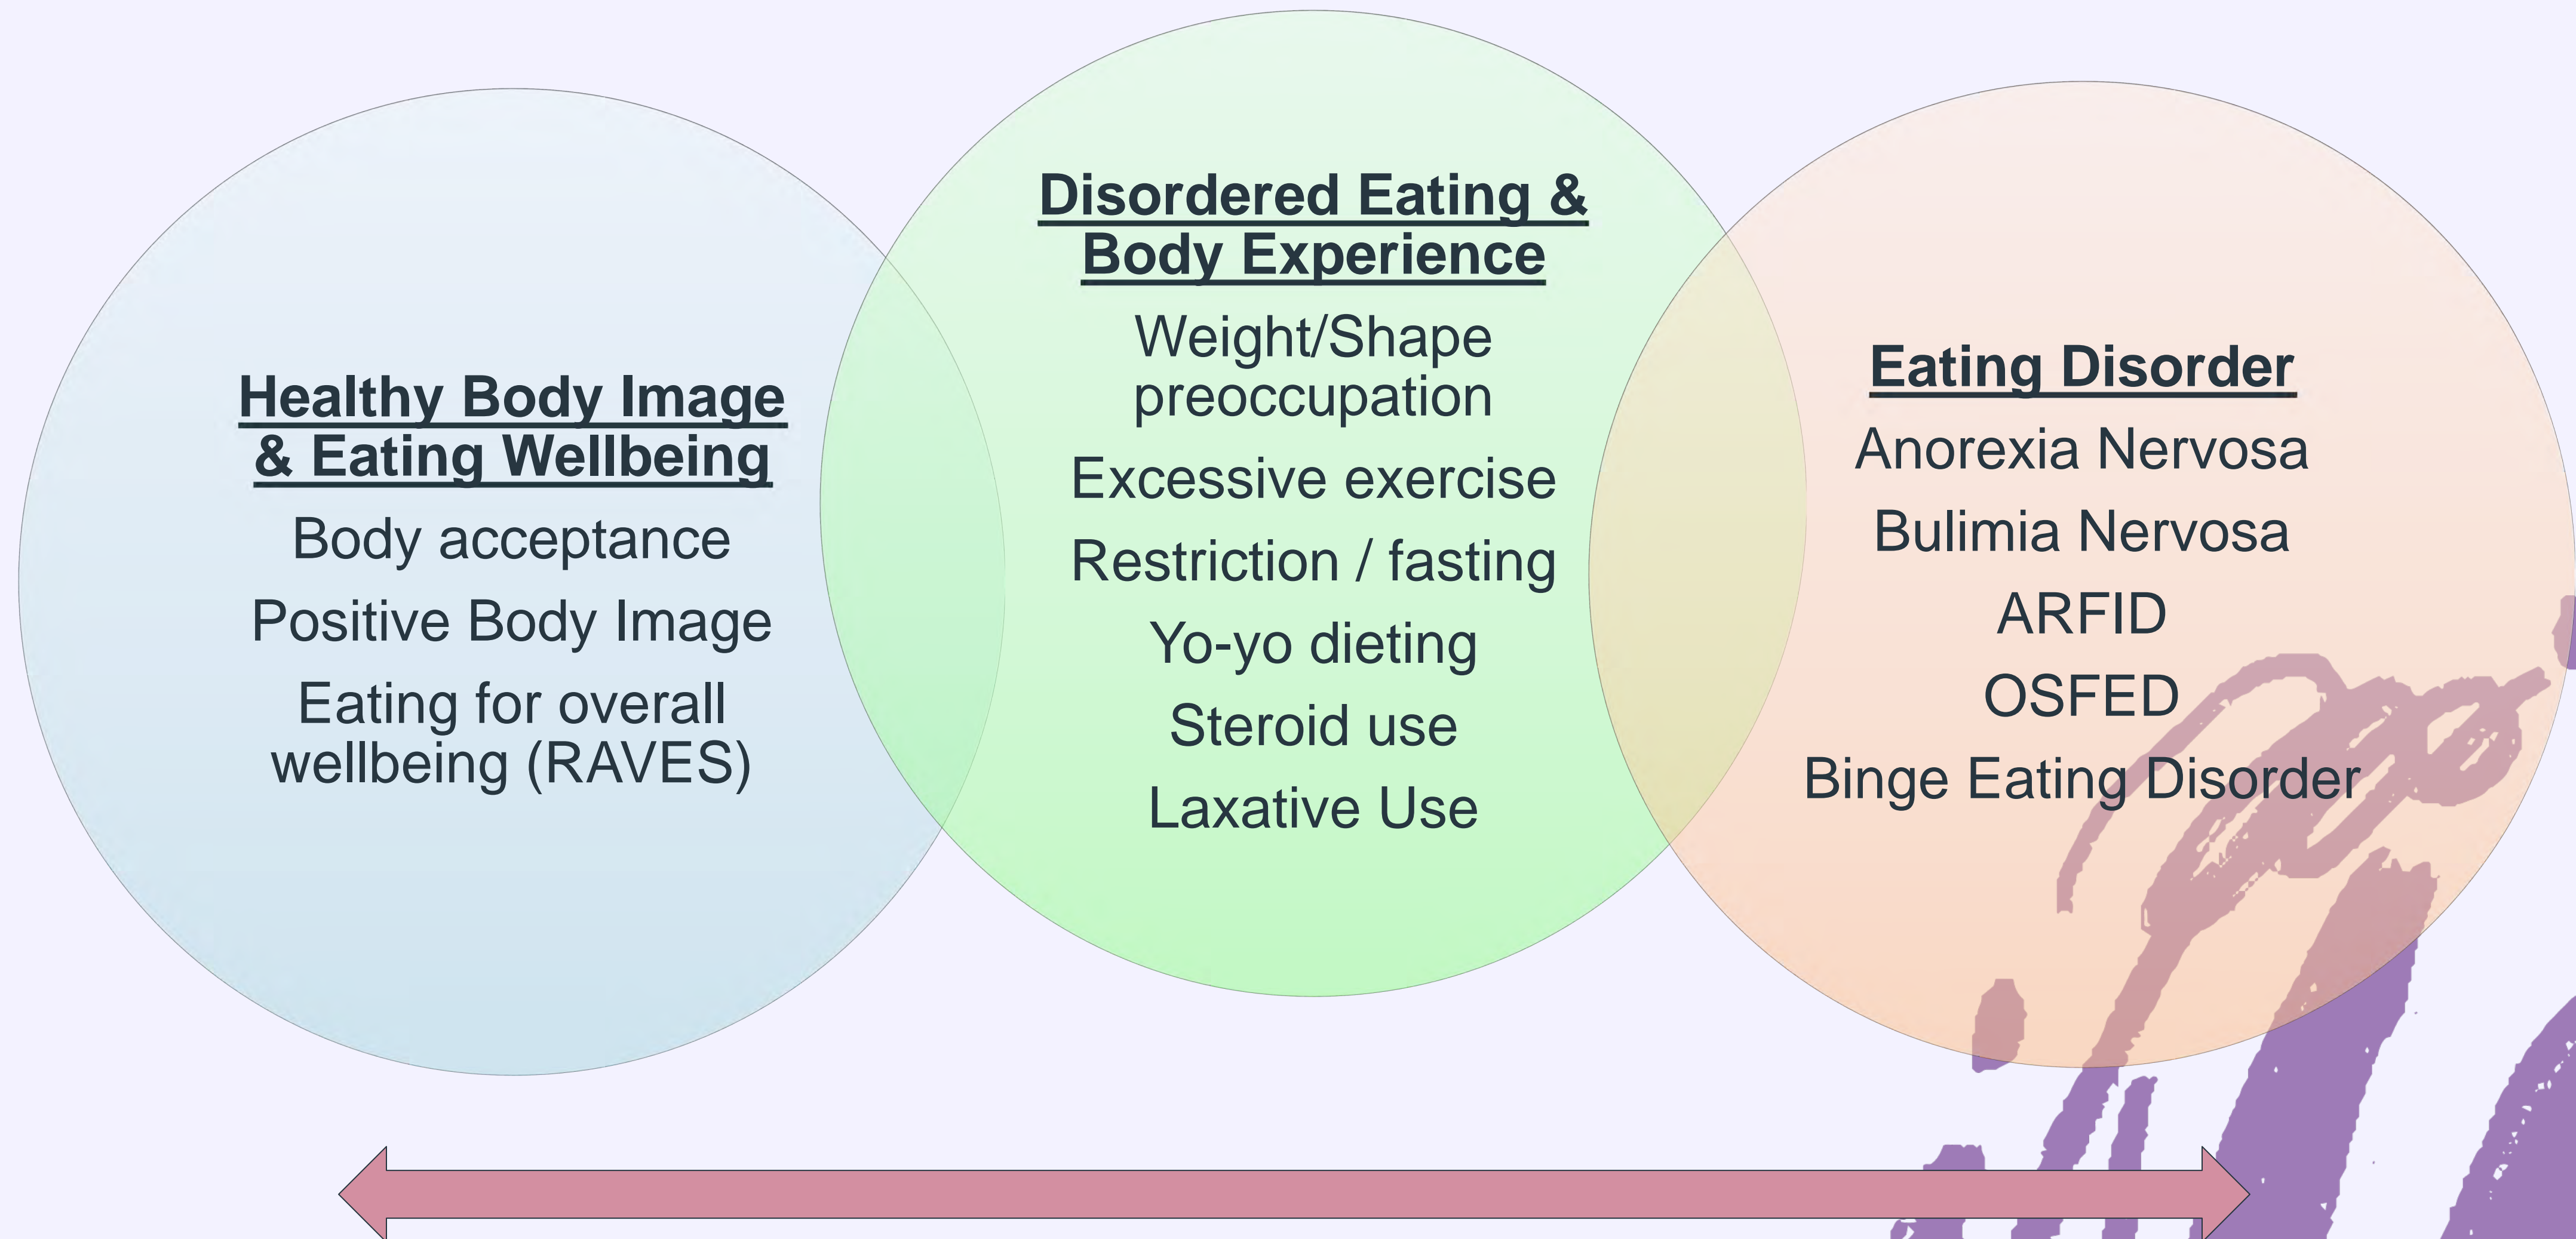 Healthy Body Image
& Eating Wellbeing
Body acceptance
Positive Body Image
Eating for overall
wellbeing (RAVES)
Disordered Eating &
Body Experience
Weight/Shape
preoccupation
Excessive exercise
Restriction / fasting
Yo-yo dieting
Steroid use
Laxative Use
Eating Disorder
Anorexia Nervosa
Bulimia Nervosa
ARFID
OSFED
Binge Eating Disorder